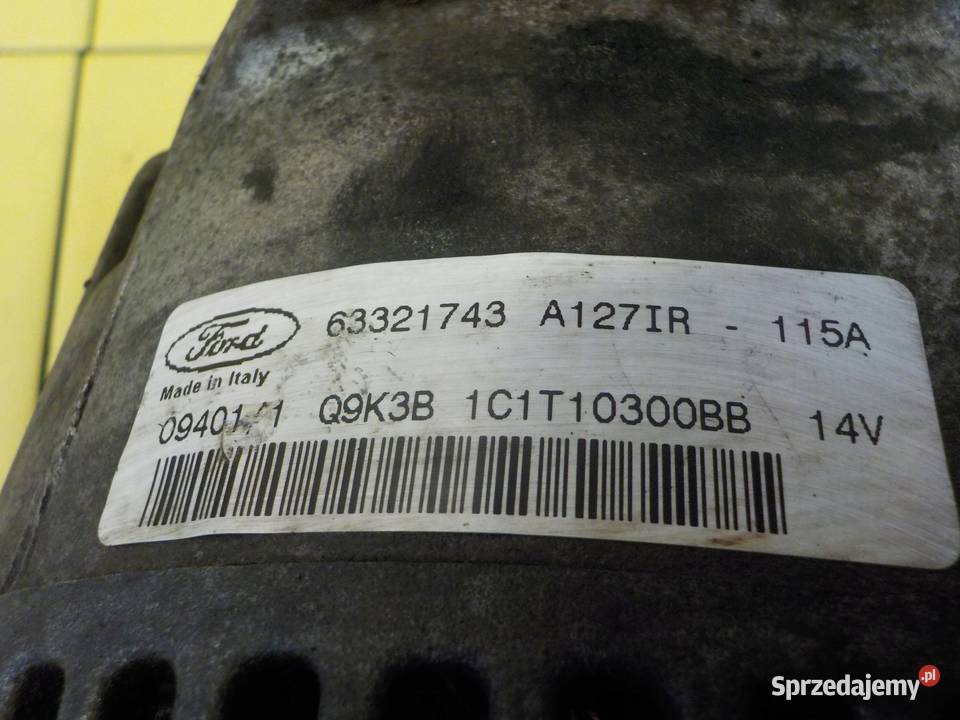 Ford 63321743 A127IR - 115A
Made in Italy
Q9K3B 1C1T10300BB 14V
Sprzedajemy.pl